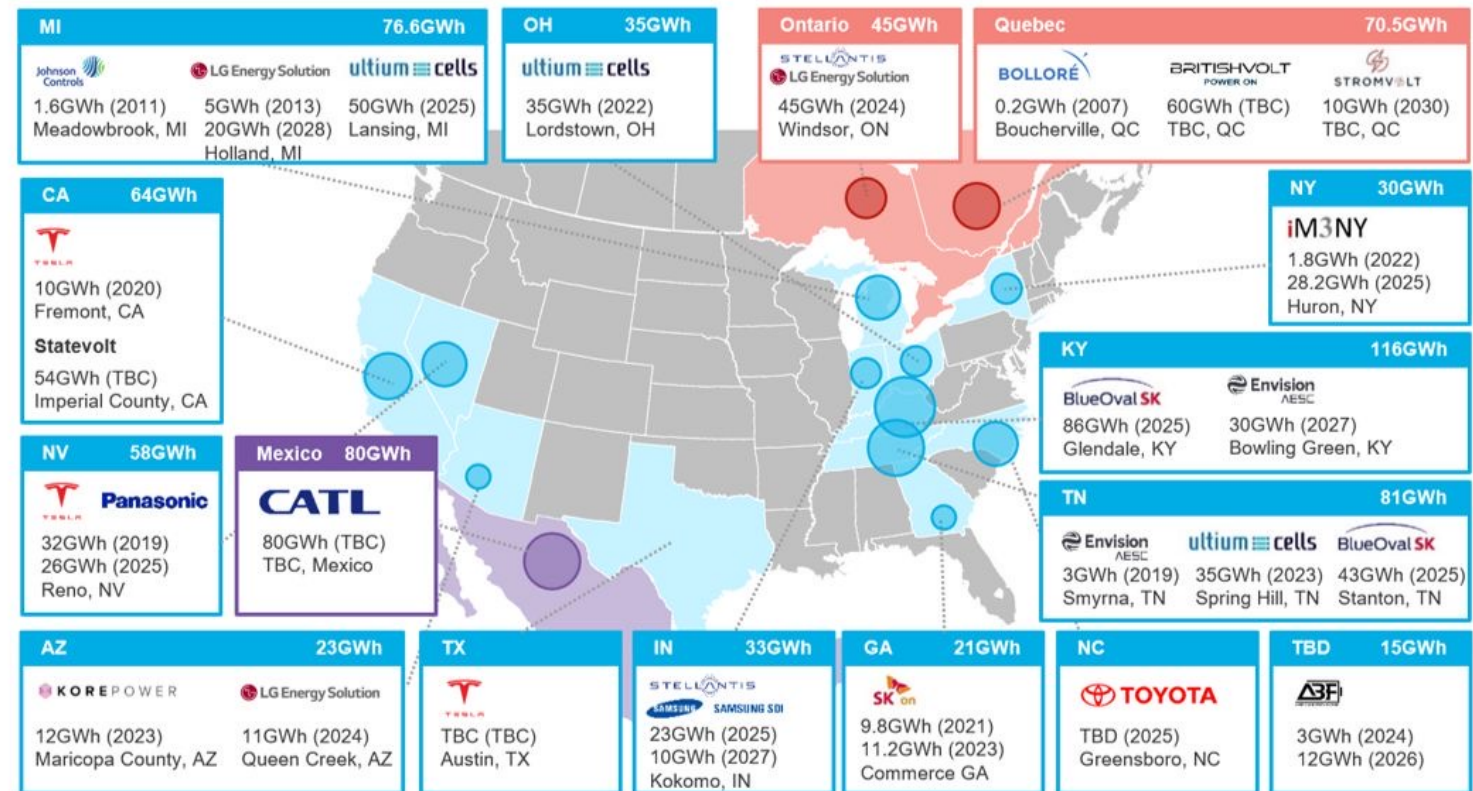 MI 76.6GWh
Johnson Controls
1.6GWh (2011)
Meadowbrook, MI
LG Energy Solution
5GWh (2013)
20GWh (2028)
Holland, MI
ultium cells
50GWh (2025)
Lansing, MI
OH 35GWh
ultium cells
35GWh (2022)
Lordstown, OH
Ontario 45GWh
STELLANTIS
LG Energy Solution
45GWh (2024)
Windsor, ON
Quebec 70.5GWh
BOLLORÉ
0.2GWh (2007)
Boucherville, QC
BRITISHVOLT
POWER ON
60GWh (TBC)
TBC, QC
STROMVOLT
10GWh (2030)
TBC, QC
CA 64GWh
TESLA
10GWh (2020)
Fremont, CA
Statevolt
54GWh (TBC)
Imperial County, CA
NY 30GWh
iM3NY
1.8GWh (2022)
28.2GWh (2025)
Huron, NY
KY 116GWh
BlueOval SK
86GWh (2025)
Glendale, KY
Envision
AESC
30GWh (2027)
Bowling Green, KY
NV 58GWh
TESLA
Panasonic
32GWh (2019)
26GWh (2025)
Reno, NV
Mexico 80GWh
CATL
80GWh (TBC)
TBC, Mexico
TN 81GWh
Envision
AESC
3GWh (2019)
Smyrna, TN
ultium cells
35GWh (2023)
Spring Hill, TN
BlueOval SK
43GWh (2025)
Stanton, TN
AZ 23GWh
KOREPOWER
12GWh (2023)
Maricopa County, AZ
LG Energy Solution
11GWh (2024)
Queen Creek, AZ
TX
TESLA
TBC (TBC)
Austin, TX
IN 33GWh
STELLANTIS
SAMSUNG SAMSUNG SDI
23GWh (2025)
10GWh (2027)
Kokomo, IN
GA 21GWh
SK on
9.8GWh (2021)
11.2GWh (2023)
Commerce GA
NC
TOYOTA
TBD (2025)
Greensboro, NC
TBD 15GWh
ABF
3GWh (2024)
12GWh (2026)